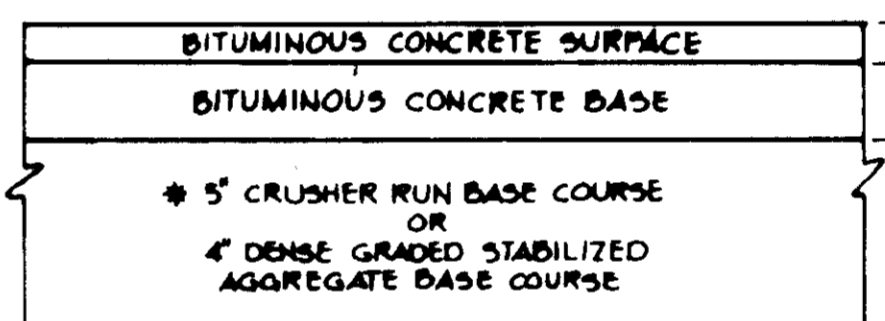 BITUMINOUS CONCRETE SURFACE
BITUMINOUS CONCRETE BASE
* 5" CRUSHER RUN BASE COURSE
OR
4" DENSE GRADED STABILIZED
AGGREGATE BASE COURSE